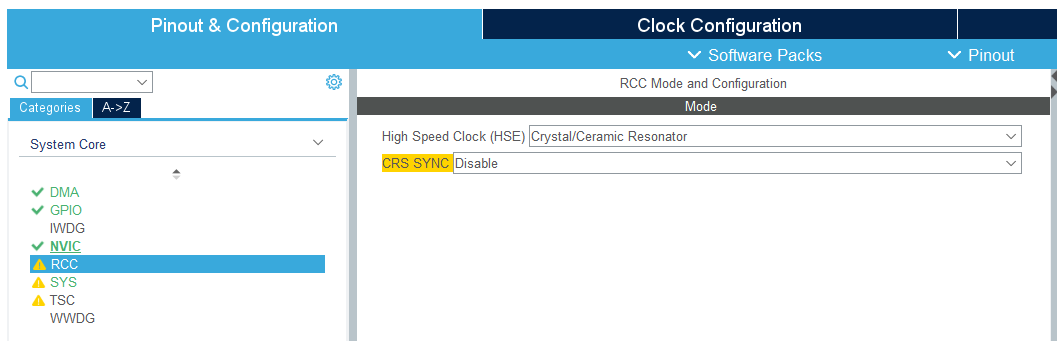 Pinout & Configuration
Clock Configuration
Software Packs
Pinout
Categories
A->Z
System Core
DMA
GPIO
IWDG
NVIC
RCC
SYS
TSC
WWDG
RCC Mode and Configuration
Mode
High Speed Clock (HSE) Crystal/Ceramic Resonator
CRS SYNC Disable